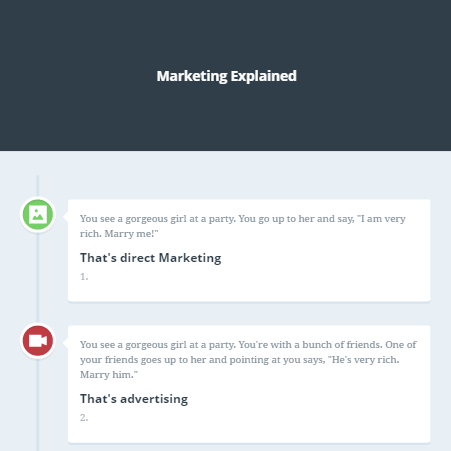 Marketing Explained
You see a gorgeous girl at a party. You go up to her and say, "I am very
rich. Marry me!"
That's direct Marketing
1.
You see a gorgeous girl at a party. You're with a bunch of friends. One of
your friends goes up to her and pointing at you says, "He's very rich.
Marry him."
That's advertising
2.